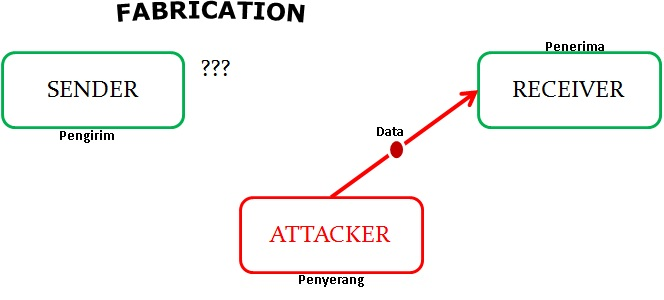 FABRICATION
Penerima
SENDER
???
RECEIVER
Pengirim
Data
ATTACKER
Penyerang